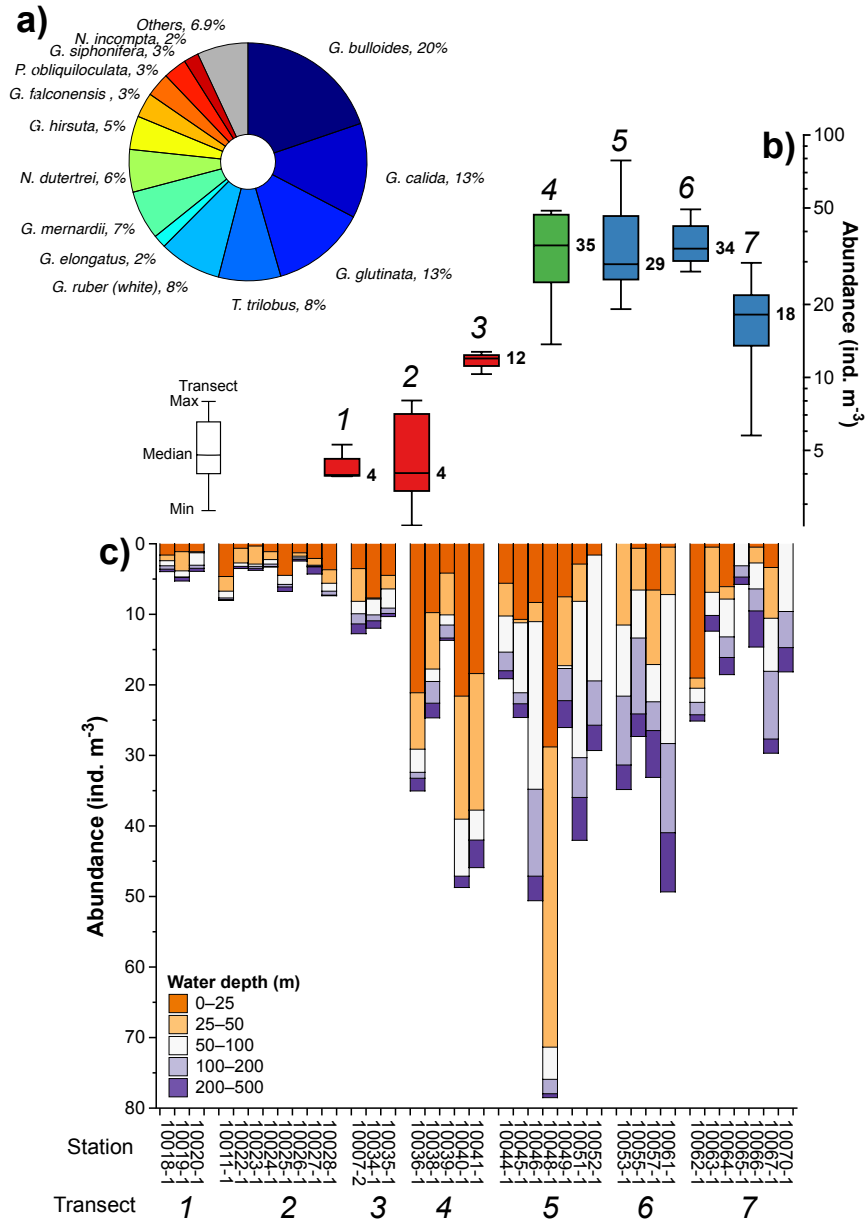 a)
Others, 6.9%
N. incompta, 2%
G. siphonifera, 3%
P. obliquiloculata, 3%
G. falconensis , 3%
G. hirsuta, 5%
N. dutertrei, 6%
G. mernardii, 7%
G. elongatus, 2%
G. ruber (white), 8%
T. trilobus, 8%
G. glutinata, 13%
G. calida, 13%
G. bulloides, 20%
b)
100
50
20
10
5
Abundance (ind. m-3)
1
4
2
4
3
12
4
35
5
29
6
34
7
18
Transect
Max
Median
Min
c)
0
10
20
30
40
50
60
70
80
Abundance (ind. m-3)
Water depth (m)
0–25
25–50
50–100
100–200
200–500
Station
10018-1
10019-1
10020-1
10011-1
10022-1
10023-1
10024-1
10025-1
10026-1
10027-1
10028-1
10007-2
10034-1
10035-1
10036-1
10038-1
10039-1
10040-1
10041-1
10044-1
10045-1
10046-1
10048-1
10049-1
10051-1
10052-1
10053-1
10055-1
10057-1
10061-1
10062-1
10063-1
10064-1
10065-1
10066-1
10067-1
10070-1
Transect 1 2 3 4 5 6 7